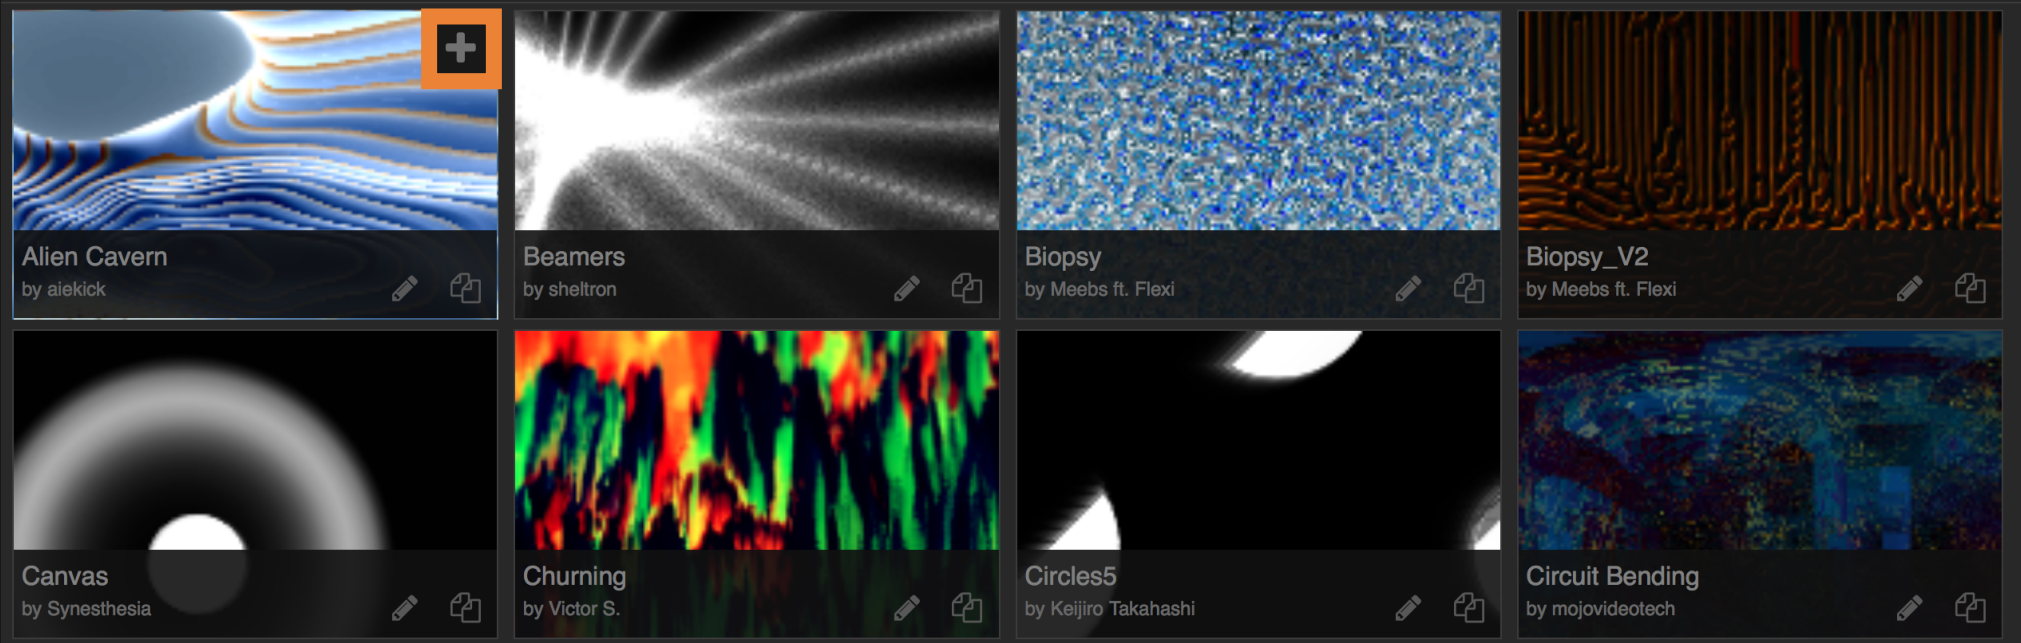 Alien Cavern
by aiekick
Beamers
by sheltron
Biopsy
by Meebs ft. Flexi
Biopsy_V2
by Meebs ft. Flexi
Canvas
by Synesthesia
Churning
by Victor S.
Circles5
by Keijiro Takahashi
Circuit Bending
by mojovideotech